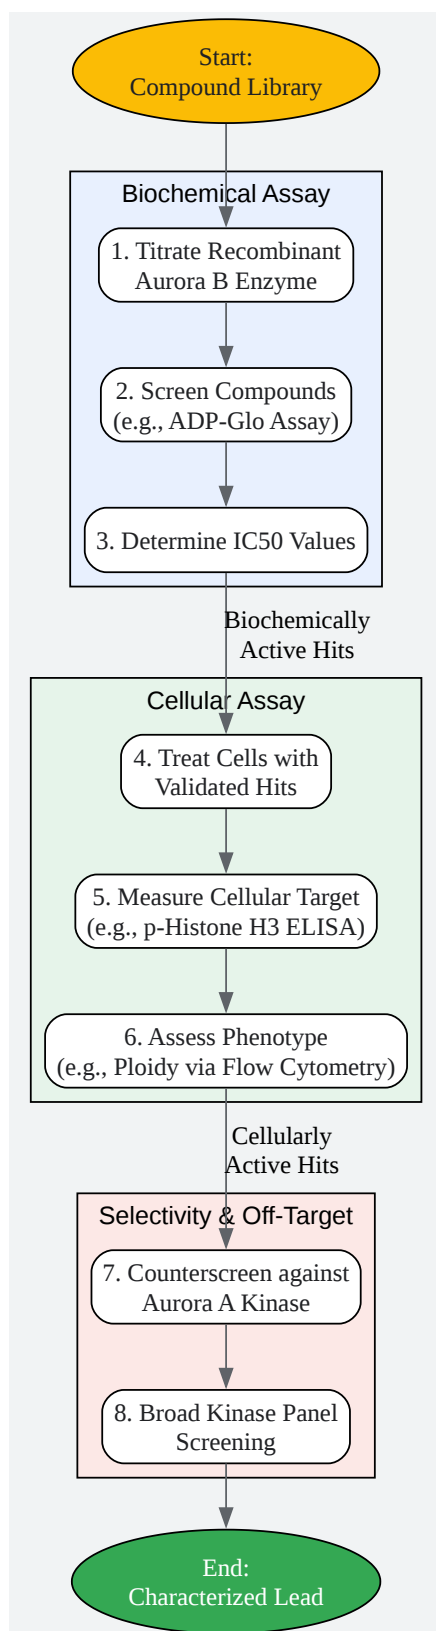 Start:
Compound Library
Biochemical Assay
1. Titrate Recombinant
Aurora B Enzyme
2. Screen Compounds
(e.g., ADP-Glo Assay)
3. Determine IC50 Values
Biochemically
Active Hits
Cellular Assay
4. Treat Cells with
Validated Hits
5. Measure Cellular Target
(e.g., p-Histone H3 ELISA)
6. Assess Phenotype
(e.g., Ploidy via Flow Cytometry)
Cellularly
Active Hits
Selectivity & Off-Target
7. Counterscreen against
Aurora A Kinase
8. Broad Kinase Panel
Screening
End:
Characterized Lead